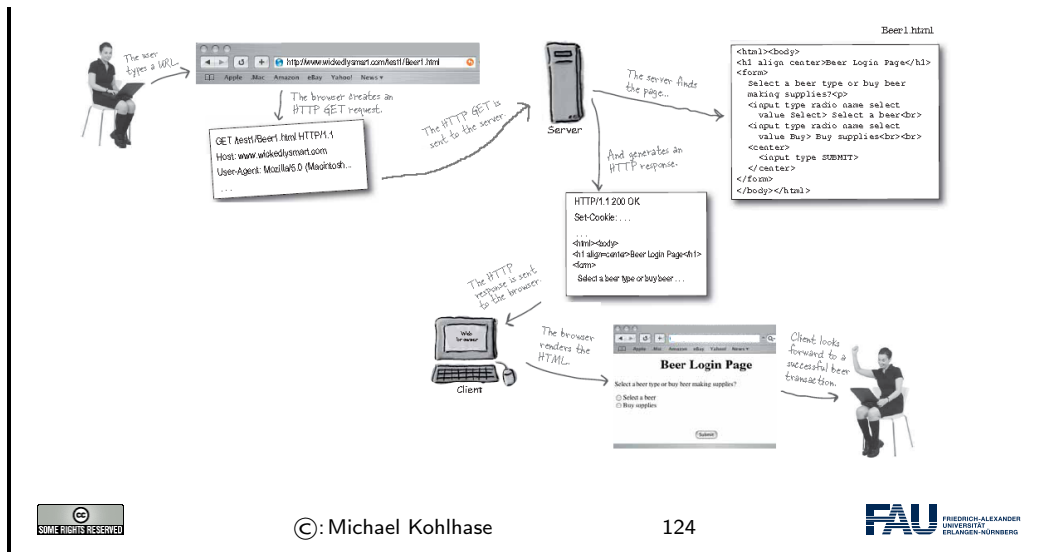 Beer1.html
The user
types a URL.
http://www.wickedlysmart.com/test1/Beer1.html
Apple .Mac Amazon eBay Yahoo! News
The browser creates an
HTTP GET request.
GET /test1/Beer1.html HTTP/1.1
Host: www.wickedlysmart.com
User-Agent: Mozilla/5.0 (Macintosh...
. . .
The HTTP GET is
sent to the server.
Server
The server finds
the page...
<html><body>
<h1 align center>Beer Login Page</h1>
<form>
Select a beer type or buy beer
making supplies?<p>
<input type radio name select
value Select> Select a beer<br>
<input type radio name select
value Buy> Buy supplies<br><br>
<center>
<input type SUBMIT>
</center>
</form>
</body></html>
And generates an
HTTP response.
HTTP/1.1 200 OK
Set-Cookie: . . .
. . .
<html><body>
<h1 align=center>Beer Login Page</h1>
<form>
Select a beer type or buy beer . . .
The HTTP
response is sent
to the browser.
Web
browser
Client
The browser
renders the
HTML.
Apple .Mac Amazon eBay Yahoo! News
Beer Login Page
Select a beer type or buy beer making supplies?
Select a beer
Buy supplies
Submit
Client looks
forward to a
successful beer
transaction.
cc
SOME RIGHTS RESERVED
©: Michael Kohlhase
124
FAU
FRIEDRICH-ALEXANDER
UNIVERSITÄT
ERLANGEN-NÜRNBERG